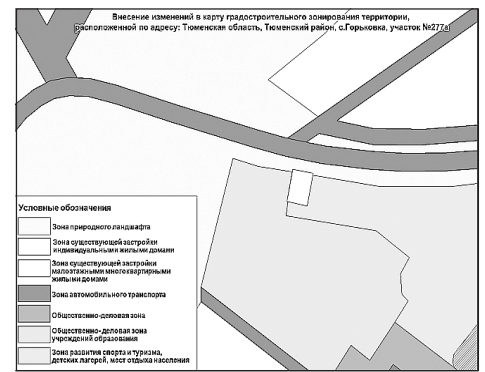 Внесение изменений в карту градостроительного зонирования территории,
расположенной по адресу: Тюменская область, Тюменский район, с.Горьковка, участок №277а
Условные обозначения
Зона природного ландшафта
Зона существующей застройки
индивидуальными жилыми домами
Зона существующей застройки
малоэтажными многоквартирными
жилыми домами
Зона автомобильного транспорта
Общественно-деловая зона
Общественно-деловая зона
учреждений образования
Зона развития спорта и туризма,
детских лагерей, мест отдыха населения